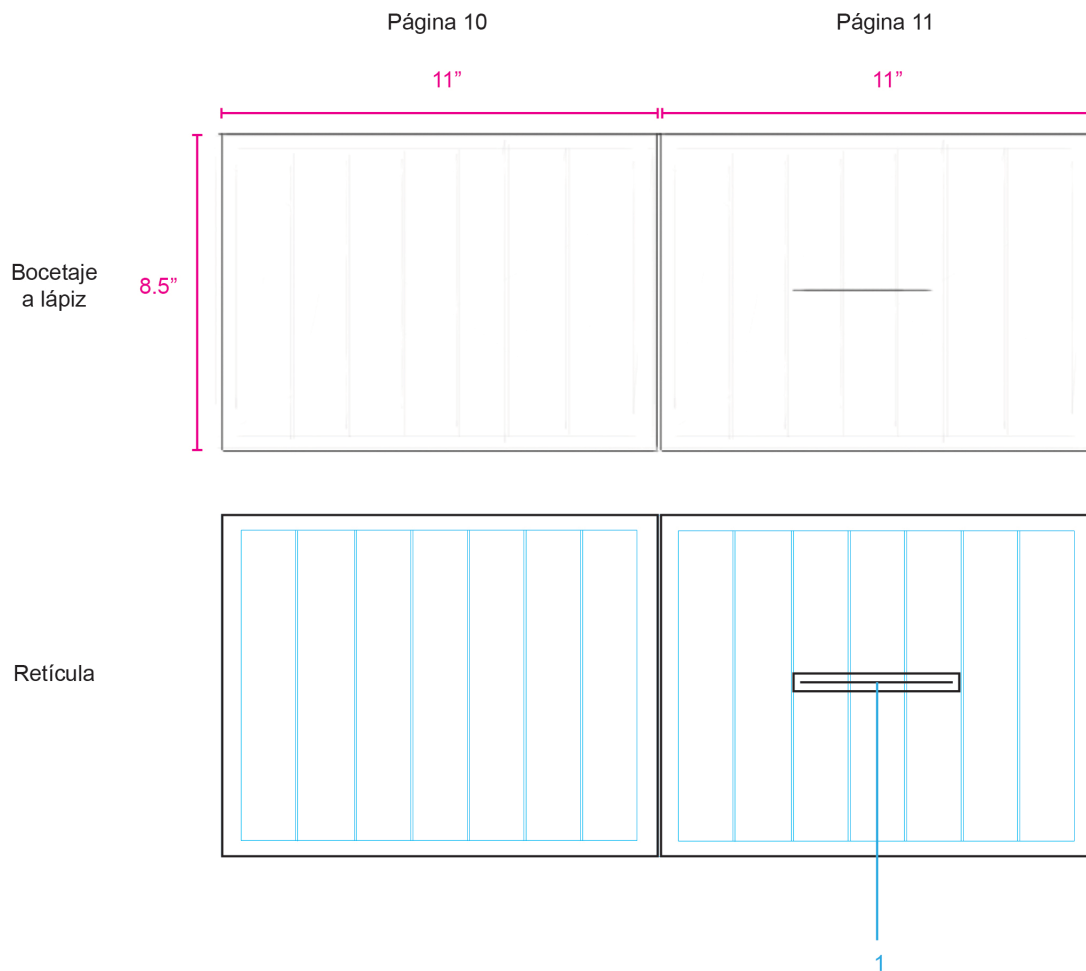 Página 10
Página 11
11”
11”
Bocetaje
a lápiz
8.5”
Retícula
1